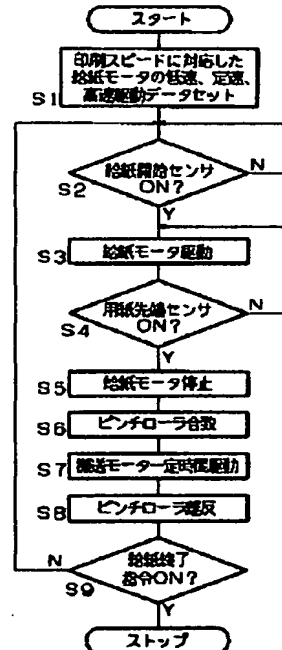 スタート
印刷スピードに対応した
給紙モータの低速、定速、
高速駆動データセット
S1
給紙開始センサ
ON?
N
S2
Y
S3
給紙モータ駆動
用紙先端センサ
ON?
N
S4
Y
S5
給紙モータ停止
S6
ピンチローラ合致
S7
搬送モータ一定時間駆動
S8
ピンチローラ離反
N
給紙終了
指令ON?
S9
Y
ストップ